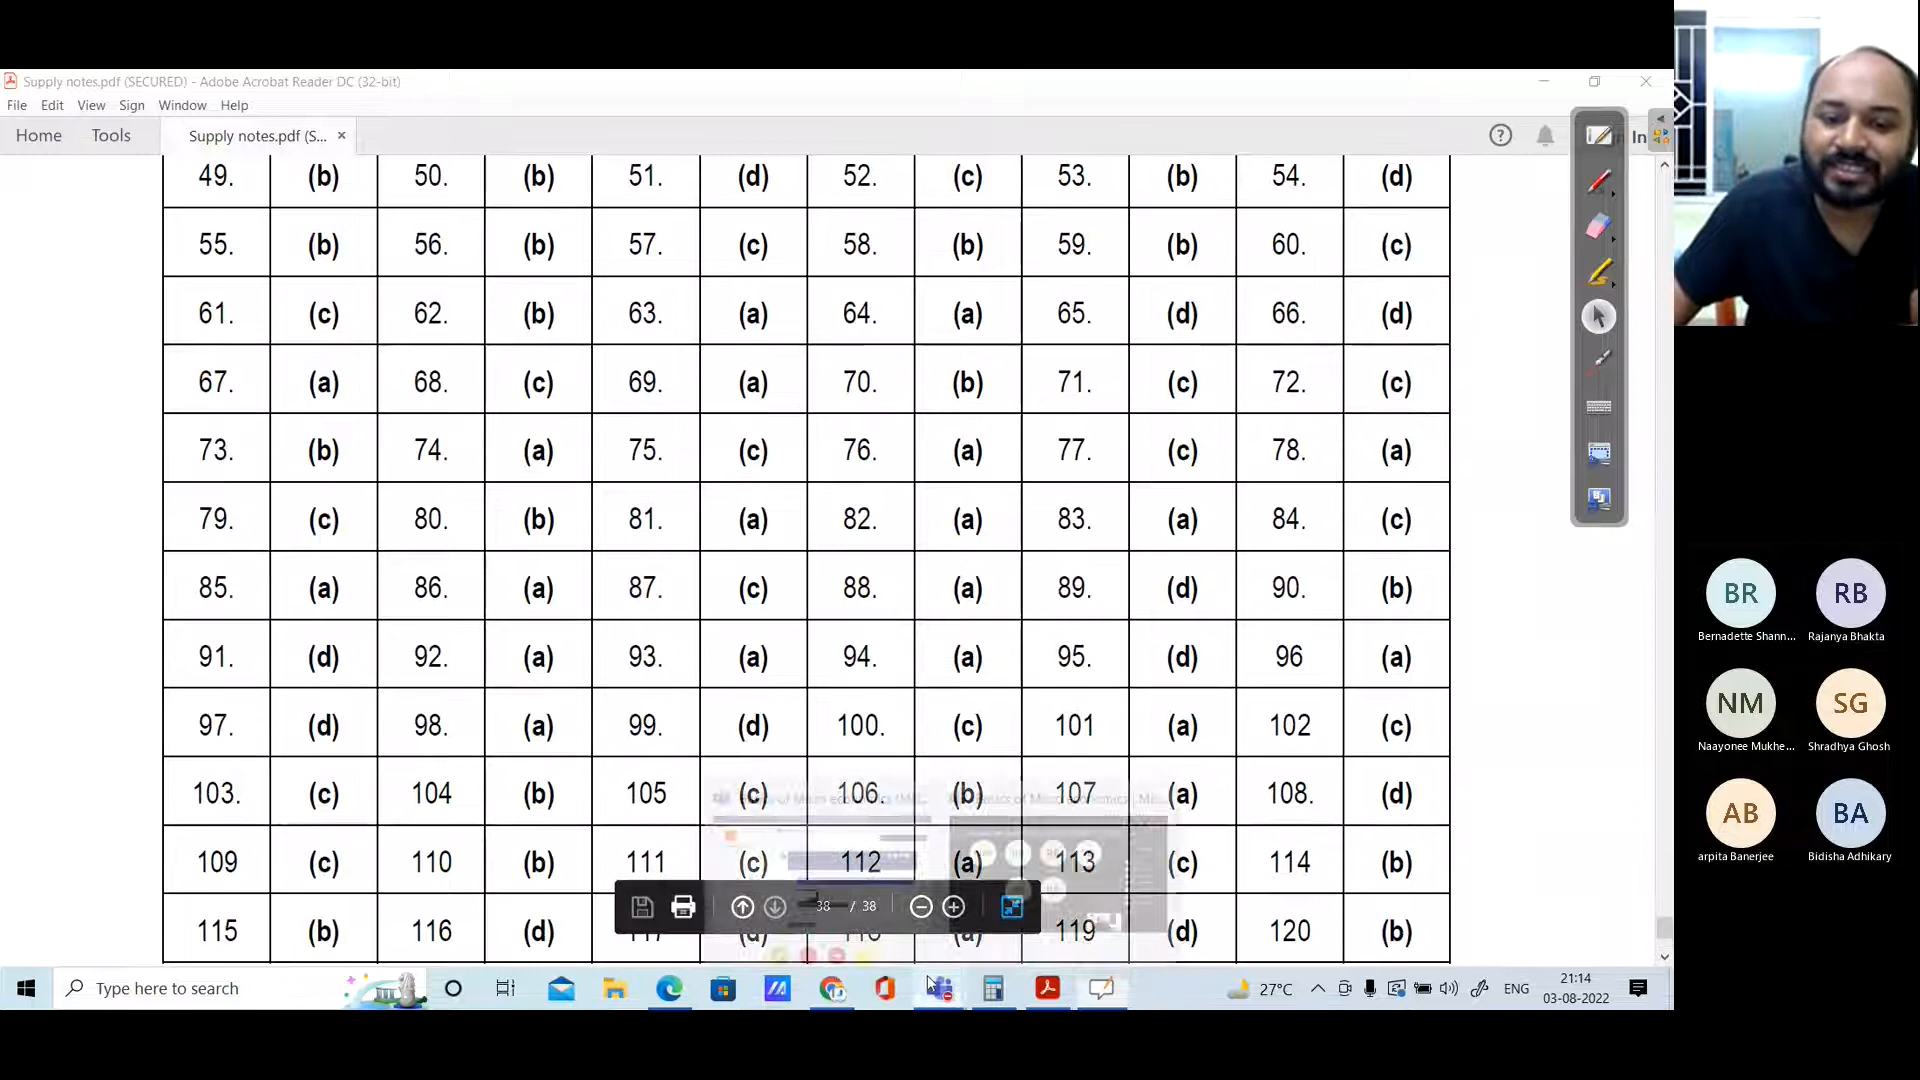 Supply notes.pdf (SECURED) - Adobe Acrobat Reader DC (32-bit)
File Edit View Sign Window Help
Home Tools Supply notes.pdf (S... ×
In
49. (b) 50. (b) 51. (d) 52. (c) 53. (b) 54. (d)
55. (b) 56. (b) 57. (c) 58. (b) 59. (b) 60. (c)
61. (c) 62. (b) 63. (a) 64. (a) 65. (d) 66. (d)
67. (a) 68. (c) 69. (a) 70. (b) 71. (c) 72. (c)
73. (b) 74. (a) 75. (c) 76. (a) 77. (c) 78. (a)
79. (c) 80. (b) 81. (a) 82. (a) 83. (a) 84. (c)
85. (a) 86. (a) 87. (c) 88. (a) 89. (d) 90. (b)
91. (d) 92. (a) 93. (a) 94. (a) 95. (d) 96 (a)
97. (d) 98. (a) 99. (d) 100. (c) 101 (a) 102 (c)
103. (c) 104 (b) 105 (c) 106. (b) 107 (a) 108. (d)
109 (c) 110 (b) 111 (c) 112 (a) 113 (c) 114 (b)
38 / 38
115 (b) 116 (d) 119 (d) 120 (b)
Type here to search
27°C ENG 21:14
03-08-2022
BR RB
Bernadette Shann... Rajanya Bhakta
NM SG
Naayonee Mukhe... Shradhya Ghosh
AB BA
arpita Banerjee Bidisha Adhikary